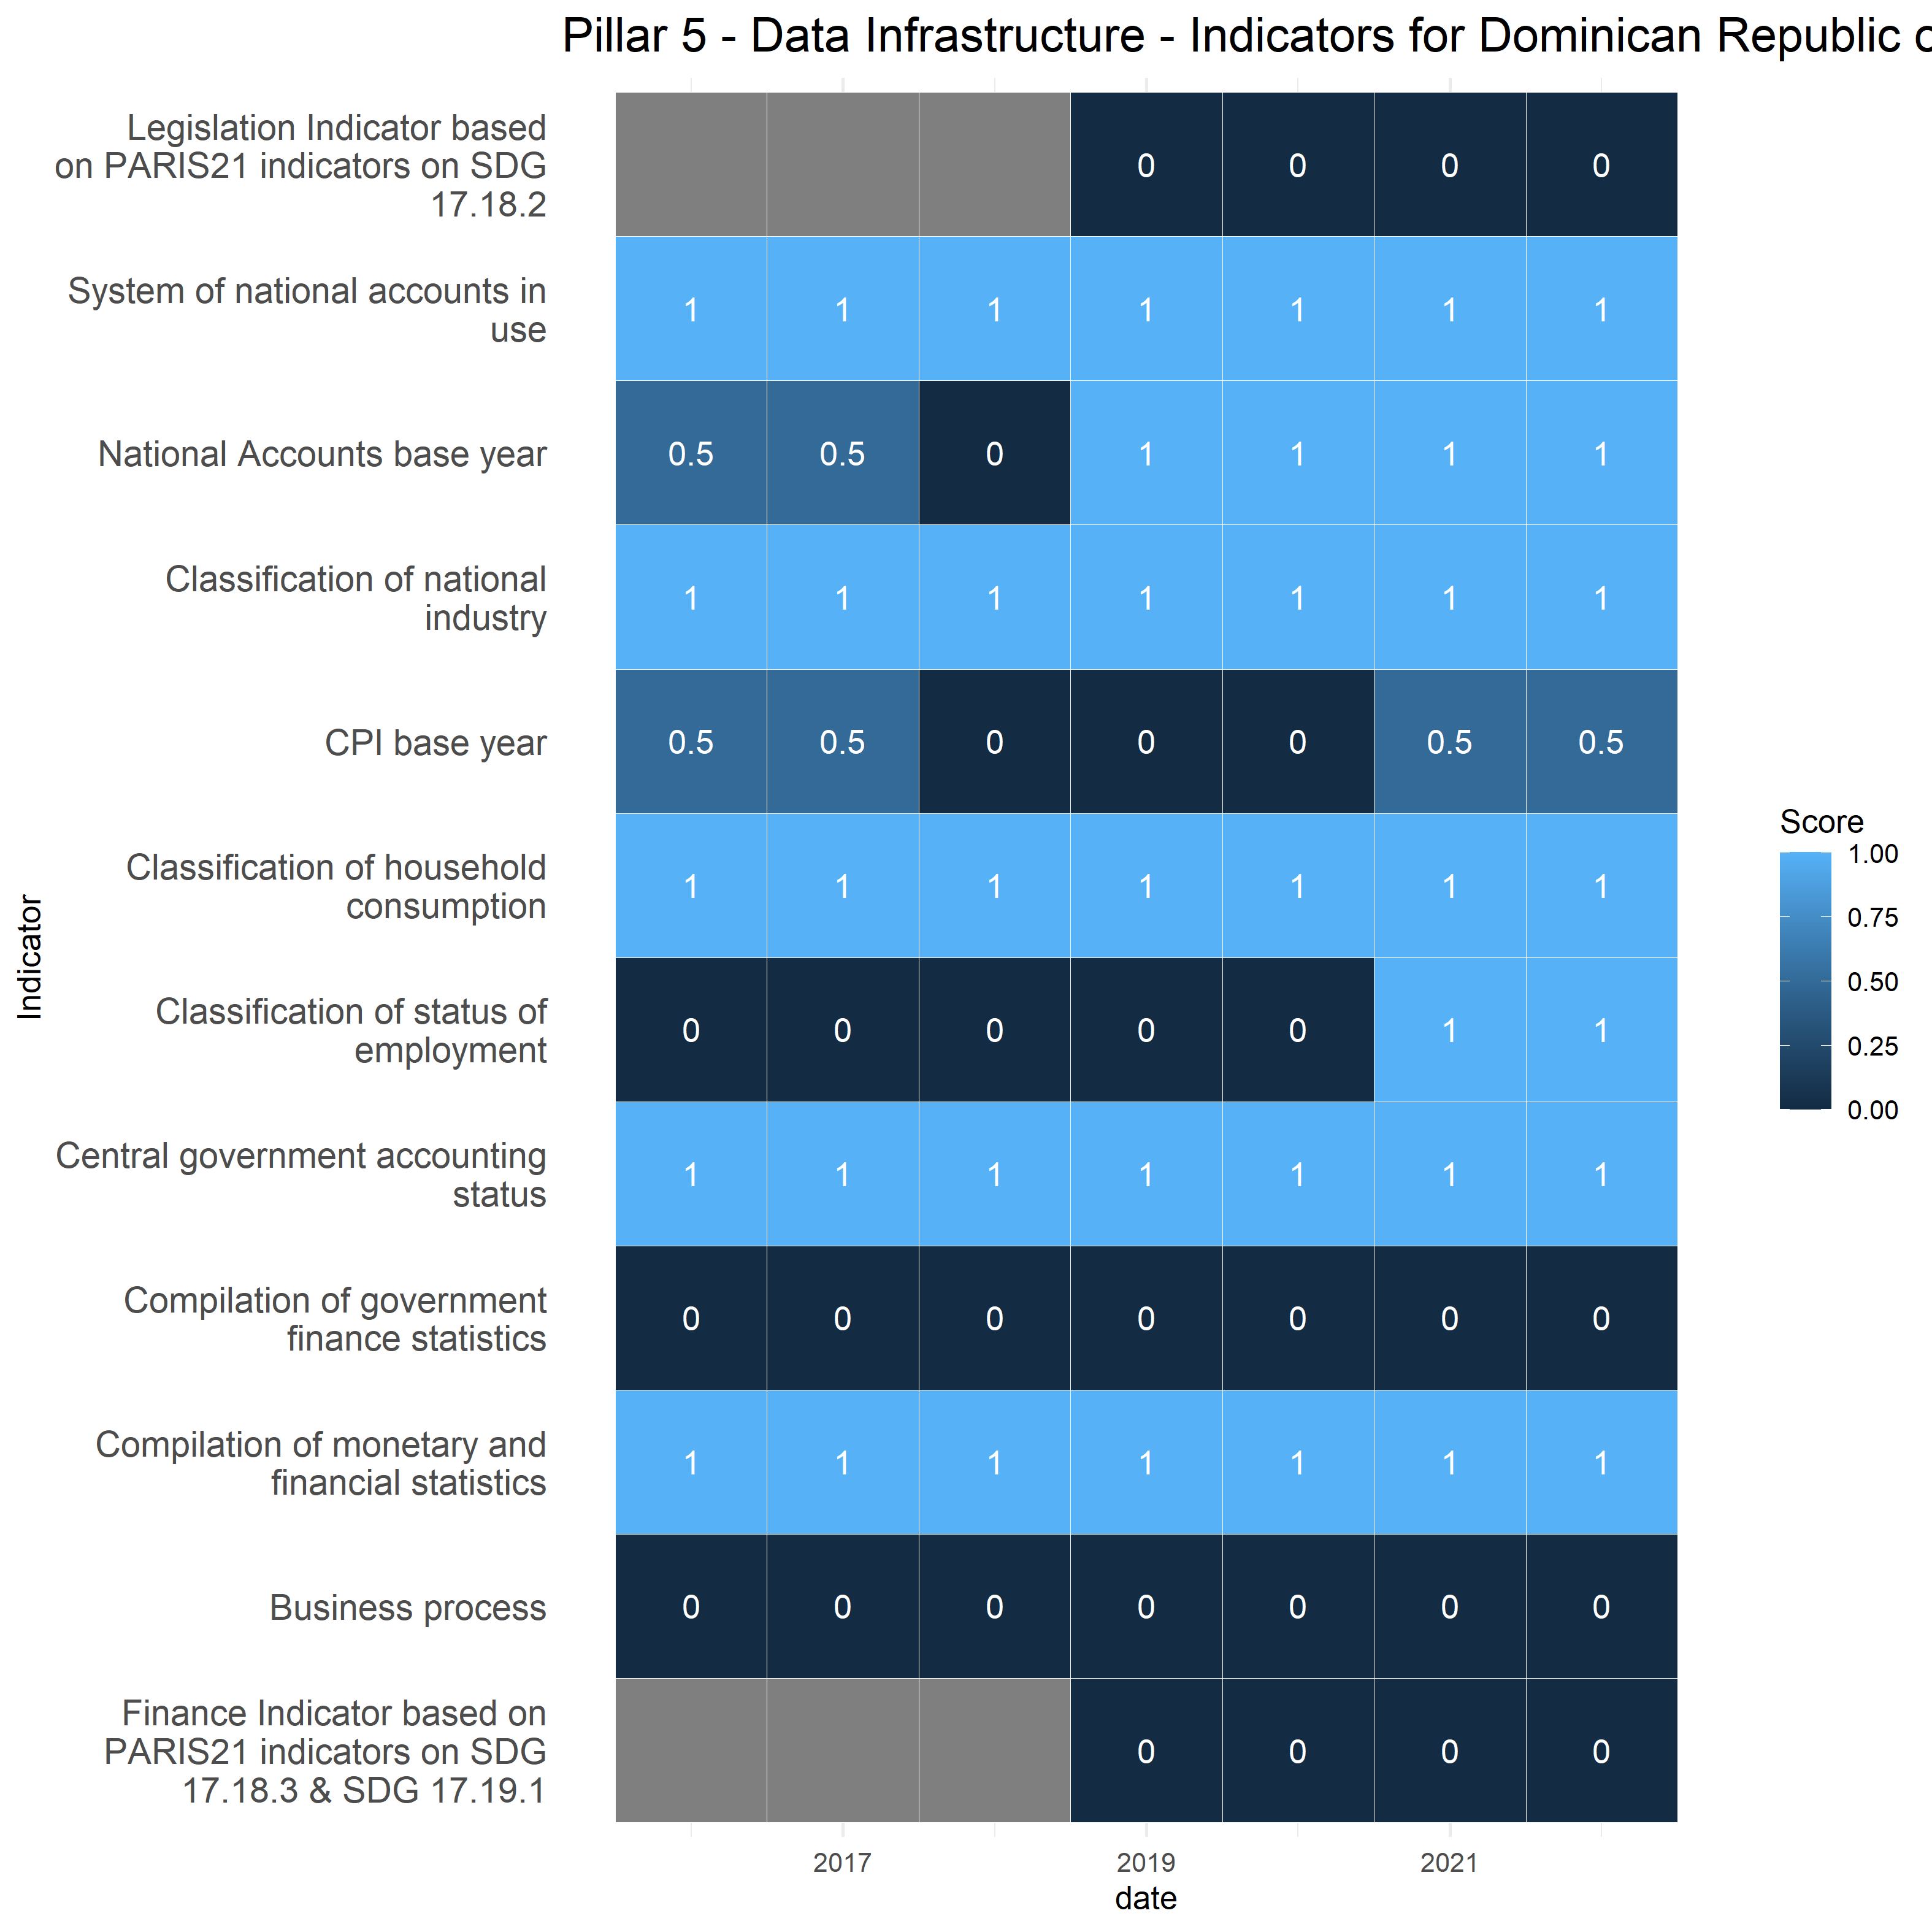 Pillar 5 - Data Infrastructure - Indicators for Dominican Republic
Legislation Indicator based
on PARIS21 indicators on SDG
17.18.2
0 0 0 0
System of national accounts in
use
1 1 1 1 1 1 1
National Accounts base year
0.5 0.5 0 1 1 1 1
Classification of national
industry
1 1 1 1 1 1 1
CPI base year
0.5 0.5 0 0 0 0.5 0.5
Classification of household
consumption
1 1 1 1 1 1 1
Classification of status of
employment
0 0 0 0 0 1 1
Central government accounting
status
1 1 1 1 1 1 1
Compilation of government
finance statistics
0 0 0 0 0 0 0
Compilation of monetary and
financial statistics
1 1 1 1 1 1 1
Business process
0 0 0 0 0 0 0
Finance Indicator based on
PARIS21 indicators on SDG
17.18.3 & SDG 17.19.1
0 0 0 0
Indicator
2017 2019 2021
date
Score
1.00
0.75
0.50
0.25
0.00